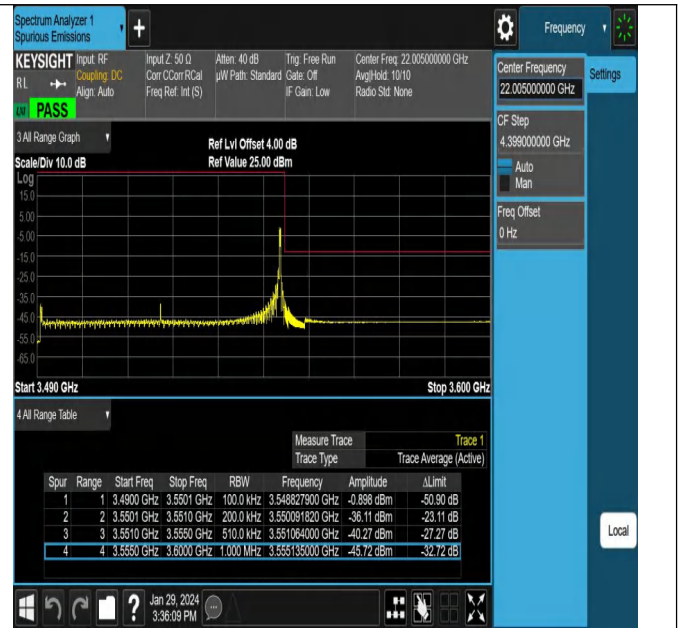 Spectrum Analyzer 1
Spurious Emissions
Frequency
KEYSIGHT
RL
Input: RF
Coupling: DC
Align: Auto
Input Z: 50 Ω
Corr CCorr RCal
Freq Ref: Int (S)
Atten: 40 dB
µW Path: Standard
Trig: Free Run
Gate: Off
IF Gain: Low
Center Freq: 22.005000000 GHz
Avg|Hold: 10/10
Radio Std: None
PASS
3 All Range Graph
Scale/Div 10.0 dB
Ref Lvl Offset 4.00 dB
Ref Value 25.00 dBm
Log
15.0
5.00
-5.00
-15.0
-25.0
-35.0
-45.0
-55.0
-65.0
Start 3.490 GHz
Stop 3.600 GHz
4 All Range Table
Measure Trace Trace 1
Trace Type Trace Average (Active)
Spur Range Start Freq Stop Freq RBW Frequency Amplitude ΔLimit
1 1 3.4900 GHz 3.5501 GHz 100.0 kHz 3.548827900 GHz -0.898 dBm -50.90 dB
2 2 3.5501 GHz 3.5510 GHz 200.0 kHz 3.550091820 GHz -36.11 dBm -23.11 dB
3 3 3.5510 GHz 3.5550 GHz 510.0 kHz 3.551064000 GHz -40.27 dBm -27.27 dB
4 4 3.5550 GHz 3.6000 GHz 1.000 MHz 3.555135000 GHz -45.72 dBm -32.72 dB
Center Frequency
22.005000000 GHz
Settings
CF Step
4.399000000 GHz
Auto
Man
Freq Offset
0 Hz
Local
?
Jan 29, 2024
3:36:09 PM